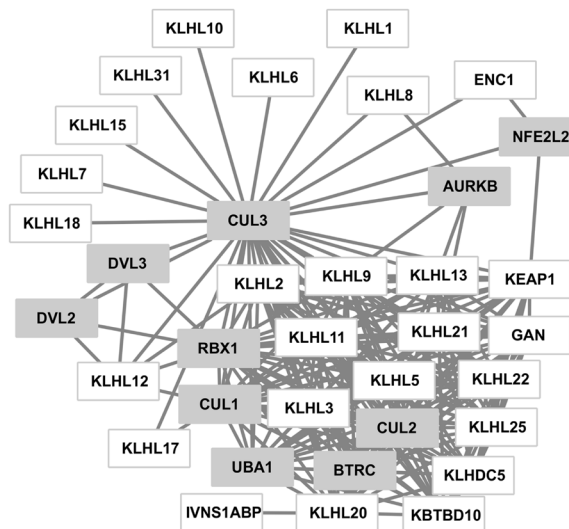 KLHL10
KLHL1
KLHL31
KLHL6
KLHL8
ENC1
KLHL15
NFE2L2
KLHL7
AURKB
KLHL18
CUL3
DVL3
KLHL2
KLHL9
KLHL13
KEAP1
DVL2
RBX1
KLHL11
KLHL21
GAN
KLHL12
KLHL5
KLHL22
CUL1
KLHL3
CUL2
KLHL25
KLHL17
UBA1
BTRC
KLHDC5
IVNS1ABP
KLHL20
KBTBD10